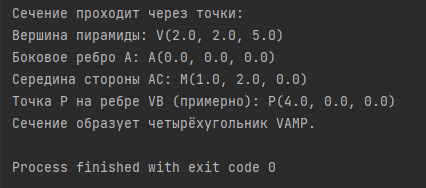 Сечение проходит через точки:
Вершина пирамиды: V(2.0, 2.0, 5.0)
Боковое ребро A: A(0.0, 0.0, 0.0)
Середина стороны AC: M(1.0, 2.0, 0.0)
Точка P на ребре VB (примерно): P(4.0, 0.0, 0.0)
Сечение образует четырёхугольник VAMP.
Process finished with exit code 0